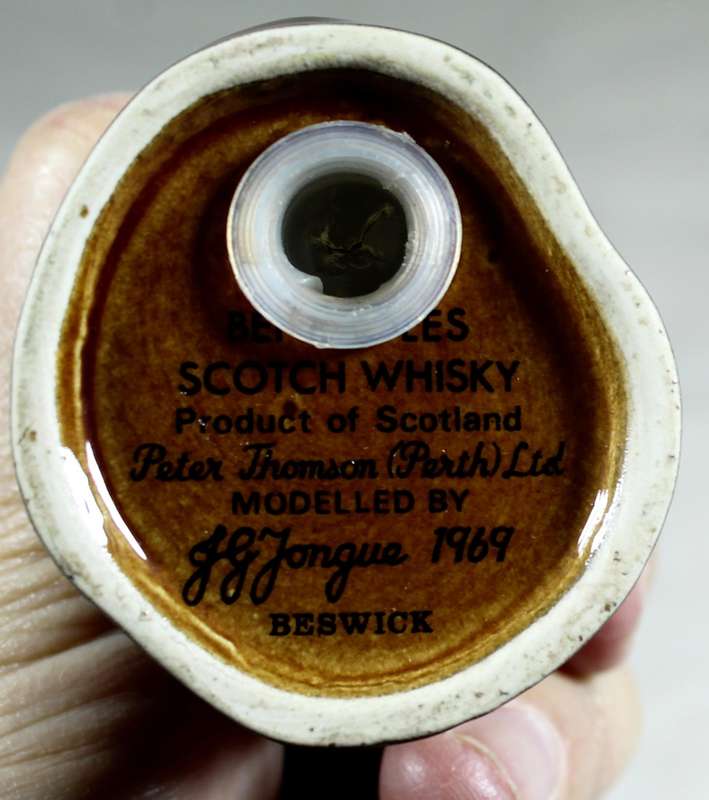 SCOTCH WHISKY
Product of Scotland
Peter Thomson (Perth) Ltd
MODELLED BY
JG Tongue 1969
BESWICK